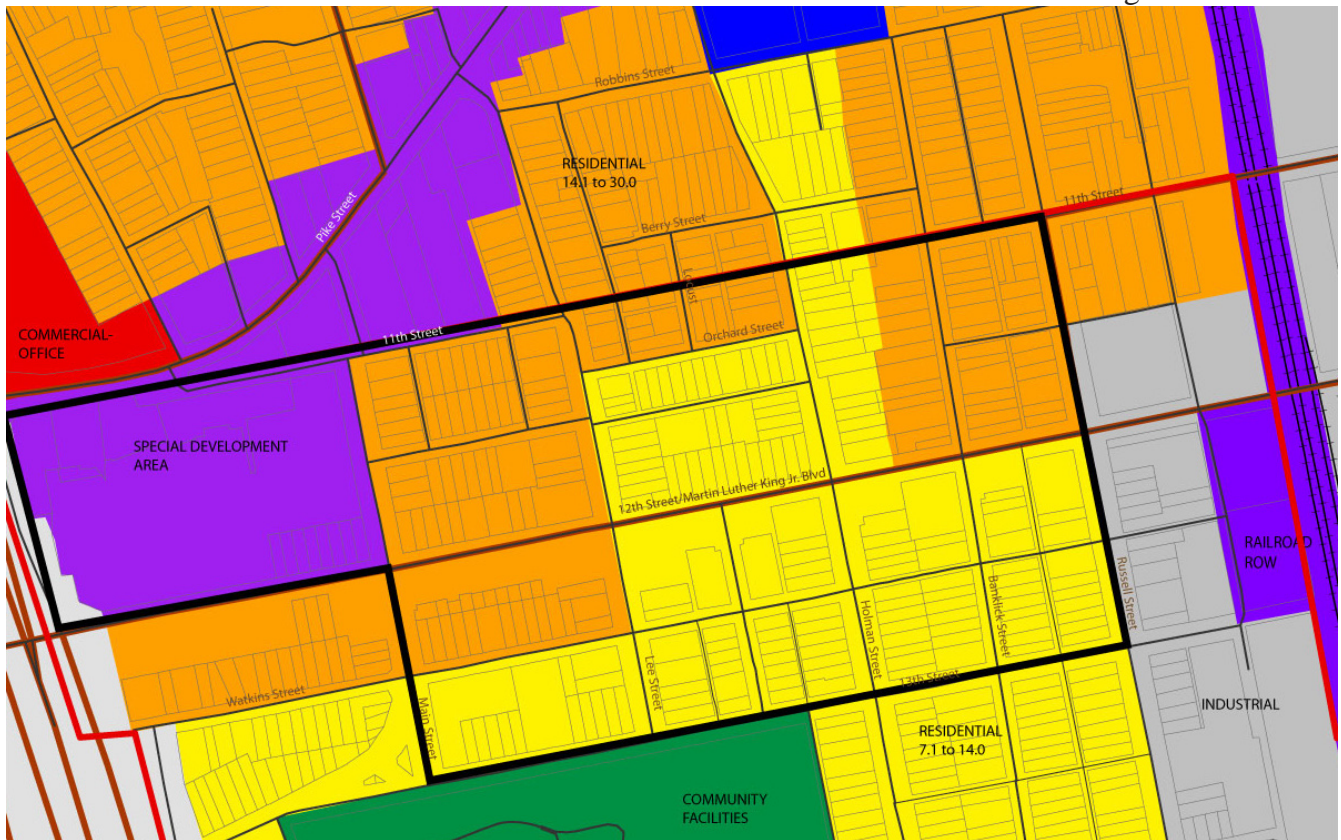 Robbins Street
RESIDENTIAL
14.1 to 30.0
11th Street
Pike Street
Berry Street
Locust
COMMERCIAL-
OFFICE
11th Street
Orchard Street
SPECIAL DEVELOPMENT
AREA
12th Street/Martin Luther King Jr. Blvd
RAILROAD
ROW
Russell Street
Banklick Street
Holman Street
Lee Street
13th Street
Watkins Street
Main Street
INDUSTRIAL
RESIDENTIAL
7.1 to 14.0
COMMUNITY
FACILITIES